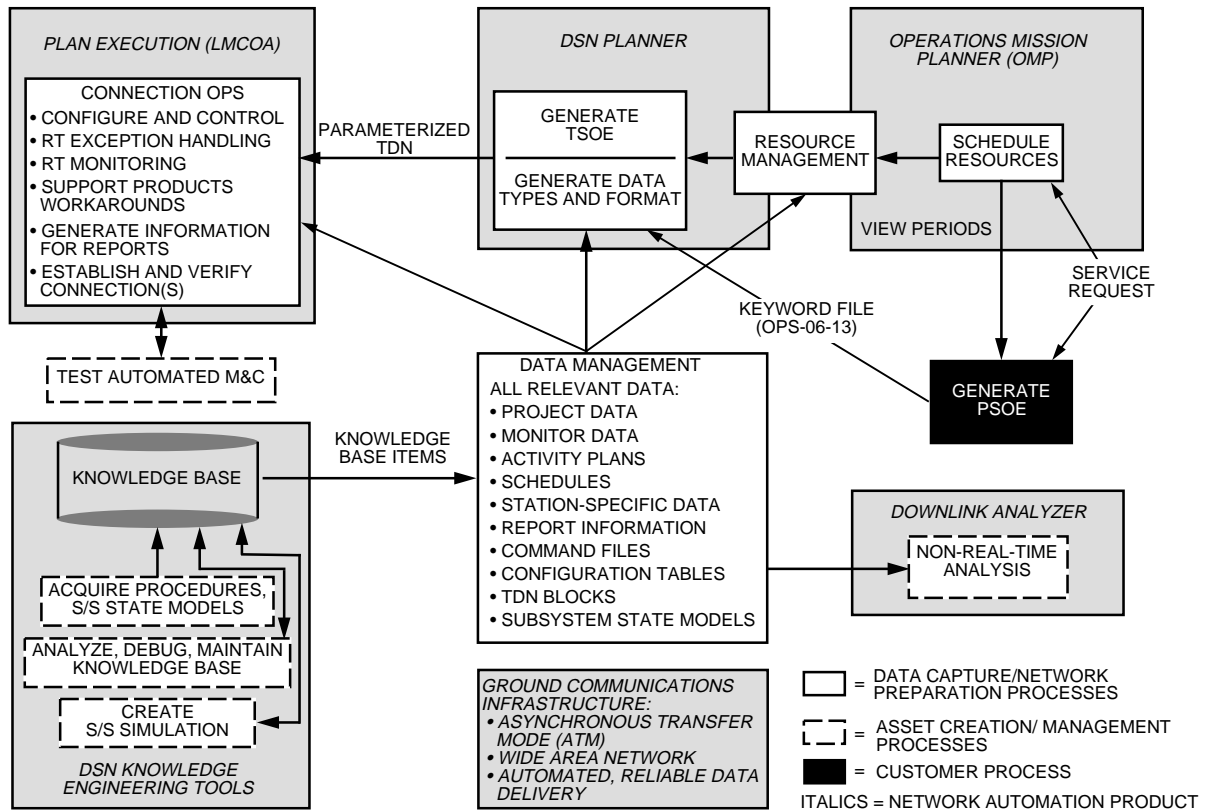 PLAN EXECUTION (LMCOA)
CONNECTION OPS
• CONFIGURE AND CONTROL
• RT EXCEPTION HANDLING
• RT MONITORING
• SUPPORT PRODUCTS
WORKAROUNDS
• GENERATE INFORMATION
FOR REPORTS
• ESTABLISH AND VERIFY
CONNECTION(S)
PARAMETERIZED
TDN
DSN PLANNER
GENERATE
TSOE
GENERATE DATA
TYPES AND FORMAT
RESOURCE
MANAGEMENT
OPERATIONS MISSION
PLANNER (OMP)
SCHEDULE
RESOURCES
VIEW PERIODS
SERVICE
REQUEST
KEYWORD FILE
(OPS-06-13)
GENERATE
PSOE
TEST AUTOMATED M&C
KNOWLEDGE BASE
KNOWLEDGE
BASE ITEMS
ACQUIRE PROCEDURES,
S/S STATE MODELS
ANALYZE, DEBUG, MAINTAIN
KNOWLEDGE BASE
CREATE
S/S SIMULATION
DSN KNOWLEDGE
ENGINEERING TOOLS
DATA MANAGEMENT
ALL RELEVANT DATA:
• PROJECT DATA
• MONITOR DATA
• ACTIVITY PLANS
• SCHEDULES
• STATION-SPECIFIC DATA
• REPORT INFORMATION
• COMMAND FILES
• CONFIGURATION TABLES
• TDN BLOCKS
• SUBSYSTEM STATE MODELS
DOWNLINK ANALYZER
NON-REAL-TIME
ANALYSIS
GROUND COMMUNICATIONS
INFRASTRUCTURE:
• ASYNCHRONOUS TRANSFER
MODE (ATM)
• WIDE AREA NETWORK
• AUTOMATED, RELIABLE DATA
DELIVERY
= DATA CAPTURE/NETWORK
PREPARATION PROCESSES
= ASSET CREATION/ MANAGEMENT
PROCESSES
= CUSTOMER PROCESS
ITALICS = NETWORK AUTOMATION PRODUCT